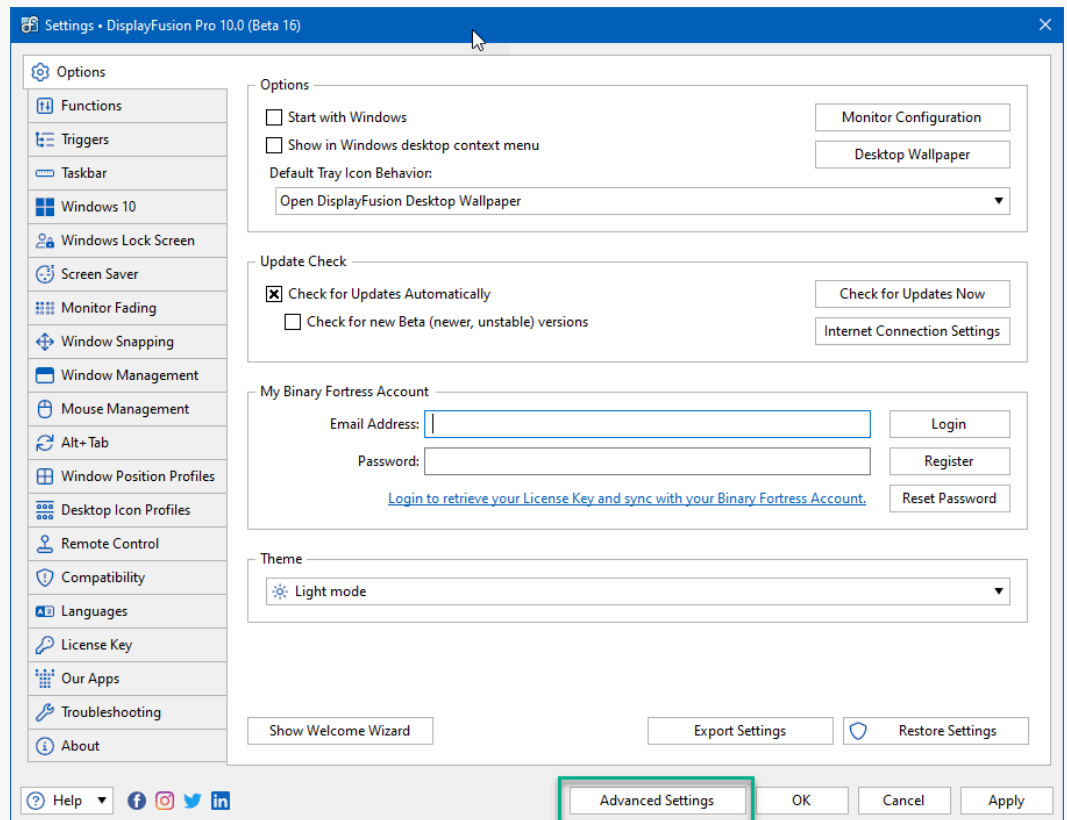 Settings • DisplayFusion Pro 10.0 (Beta 16)
Options
Functions
Triggers
Taskbar
Windows 10
Windows Lock Screen
Screen Saver
Monitor Fading
Window Snapping
Window Management
Mouse Management
Alt+Tab
Window Position Profiles
Desktop Icon Profiles
Remote Control
Compatibility
Languages
License Key
Our Apps
Troubleshooting
About
Options
Start with Windows
Monitor Configuration
Show in Windows desktop context menu
Desktop Wallpaper
Default Tray Icon Behavior:
Open DisplayFusion Desktop Wallpaper
Update Check
Check for Updates Automatically
Check for Updates Now
Check for new Beta (newer, unstable) versions
Internet Connection Settings
My Binary Fortress Account
Email Address:
Login
Password:
Register
Login to retrieve your License Key and sync with your Binary Fortress Account.
Reset Password
Theme
Light mode
Show Welcome Wizard
Export Settings
Restore Settings
Help
Advanced Settings
OK
Cancel
Apply